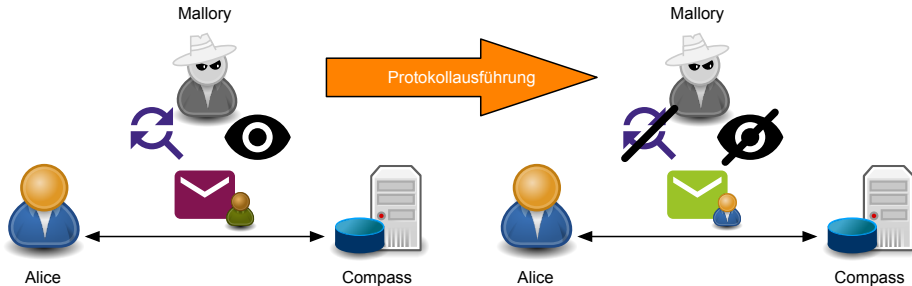 Mallory
Protokollausführung
Mallory
Alice
Compass
Alice
Compass